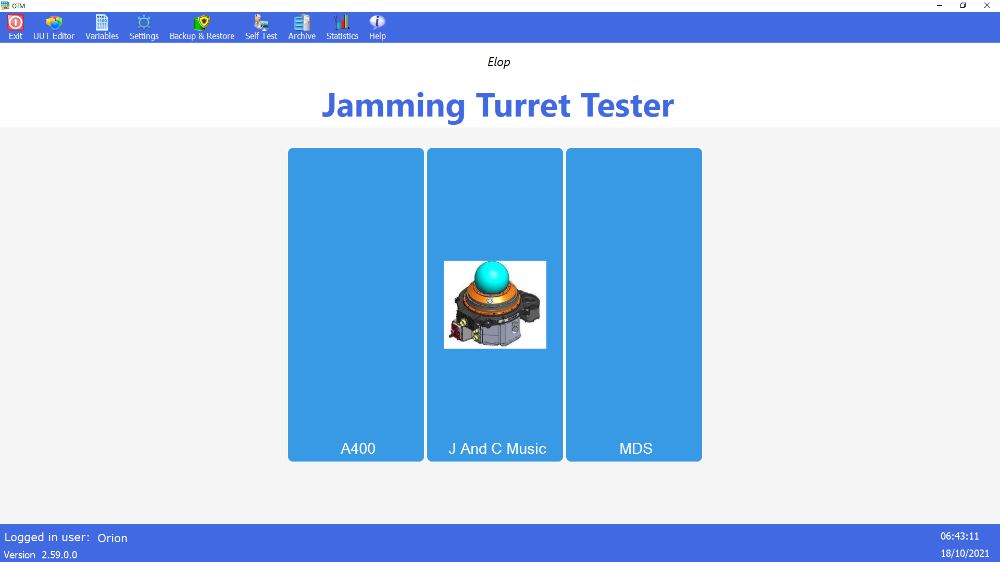 OTM
Exit UUT Editor Variables Settings Backup & Restore Self Test Archive Statistics Help
Elop
Jamming Turret Tester
A400 J And C Music MDS
Logged in user: Orion 06:43:11
Version 2.59.0.0 18/10/2021